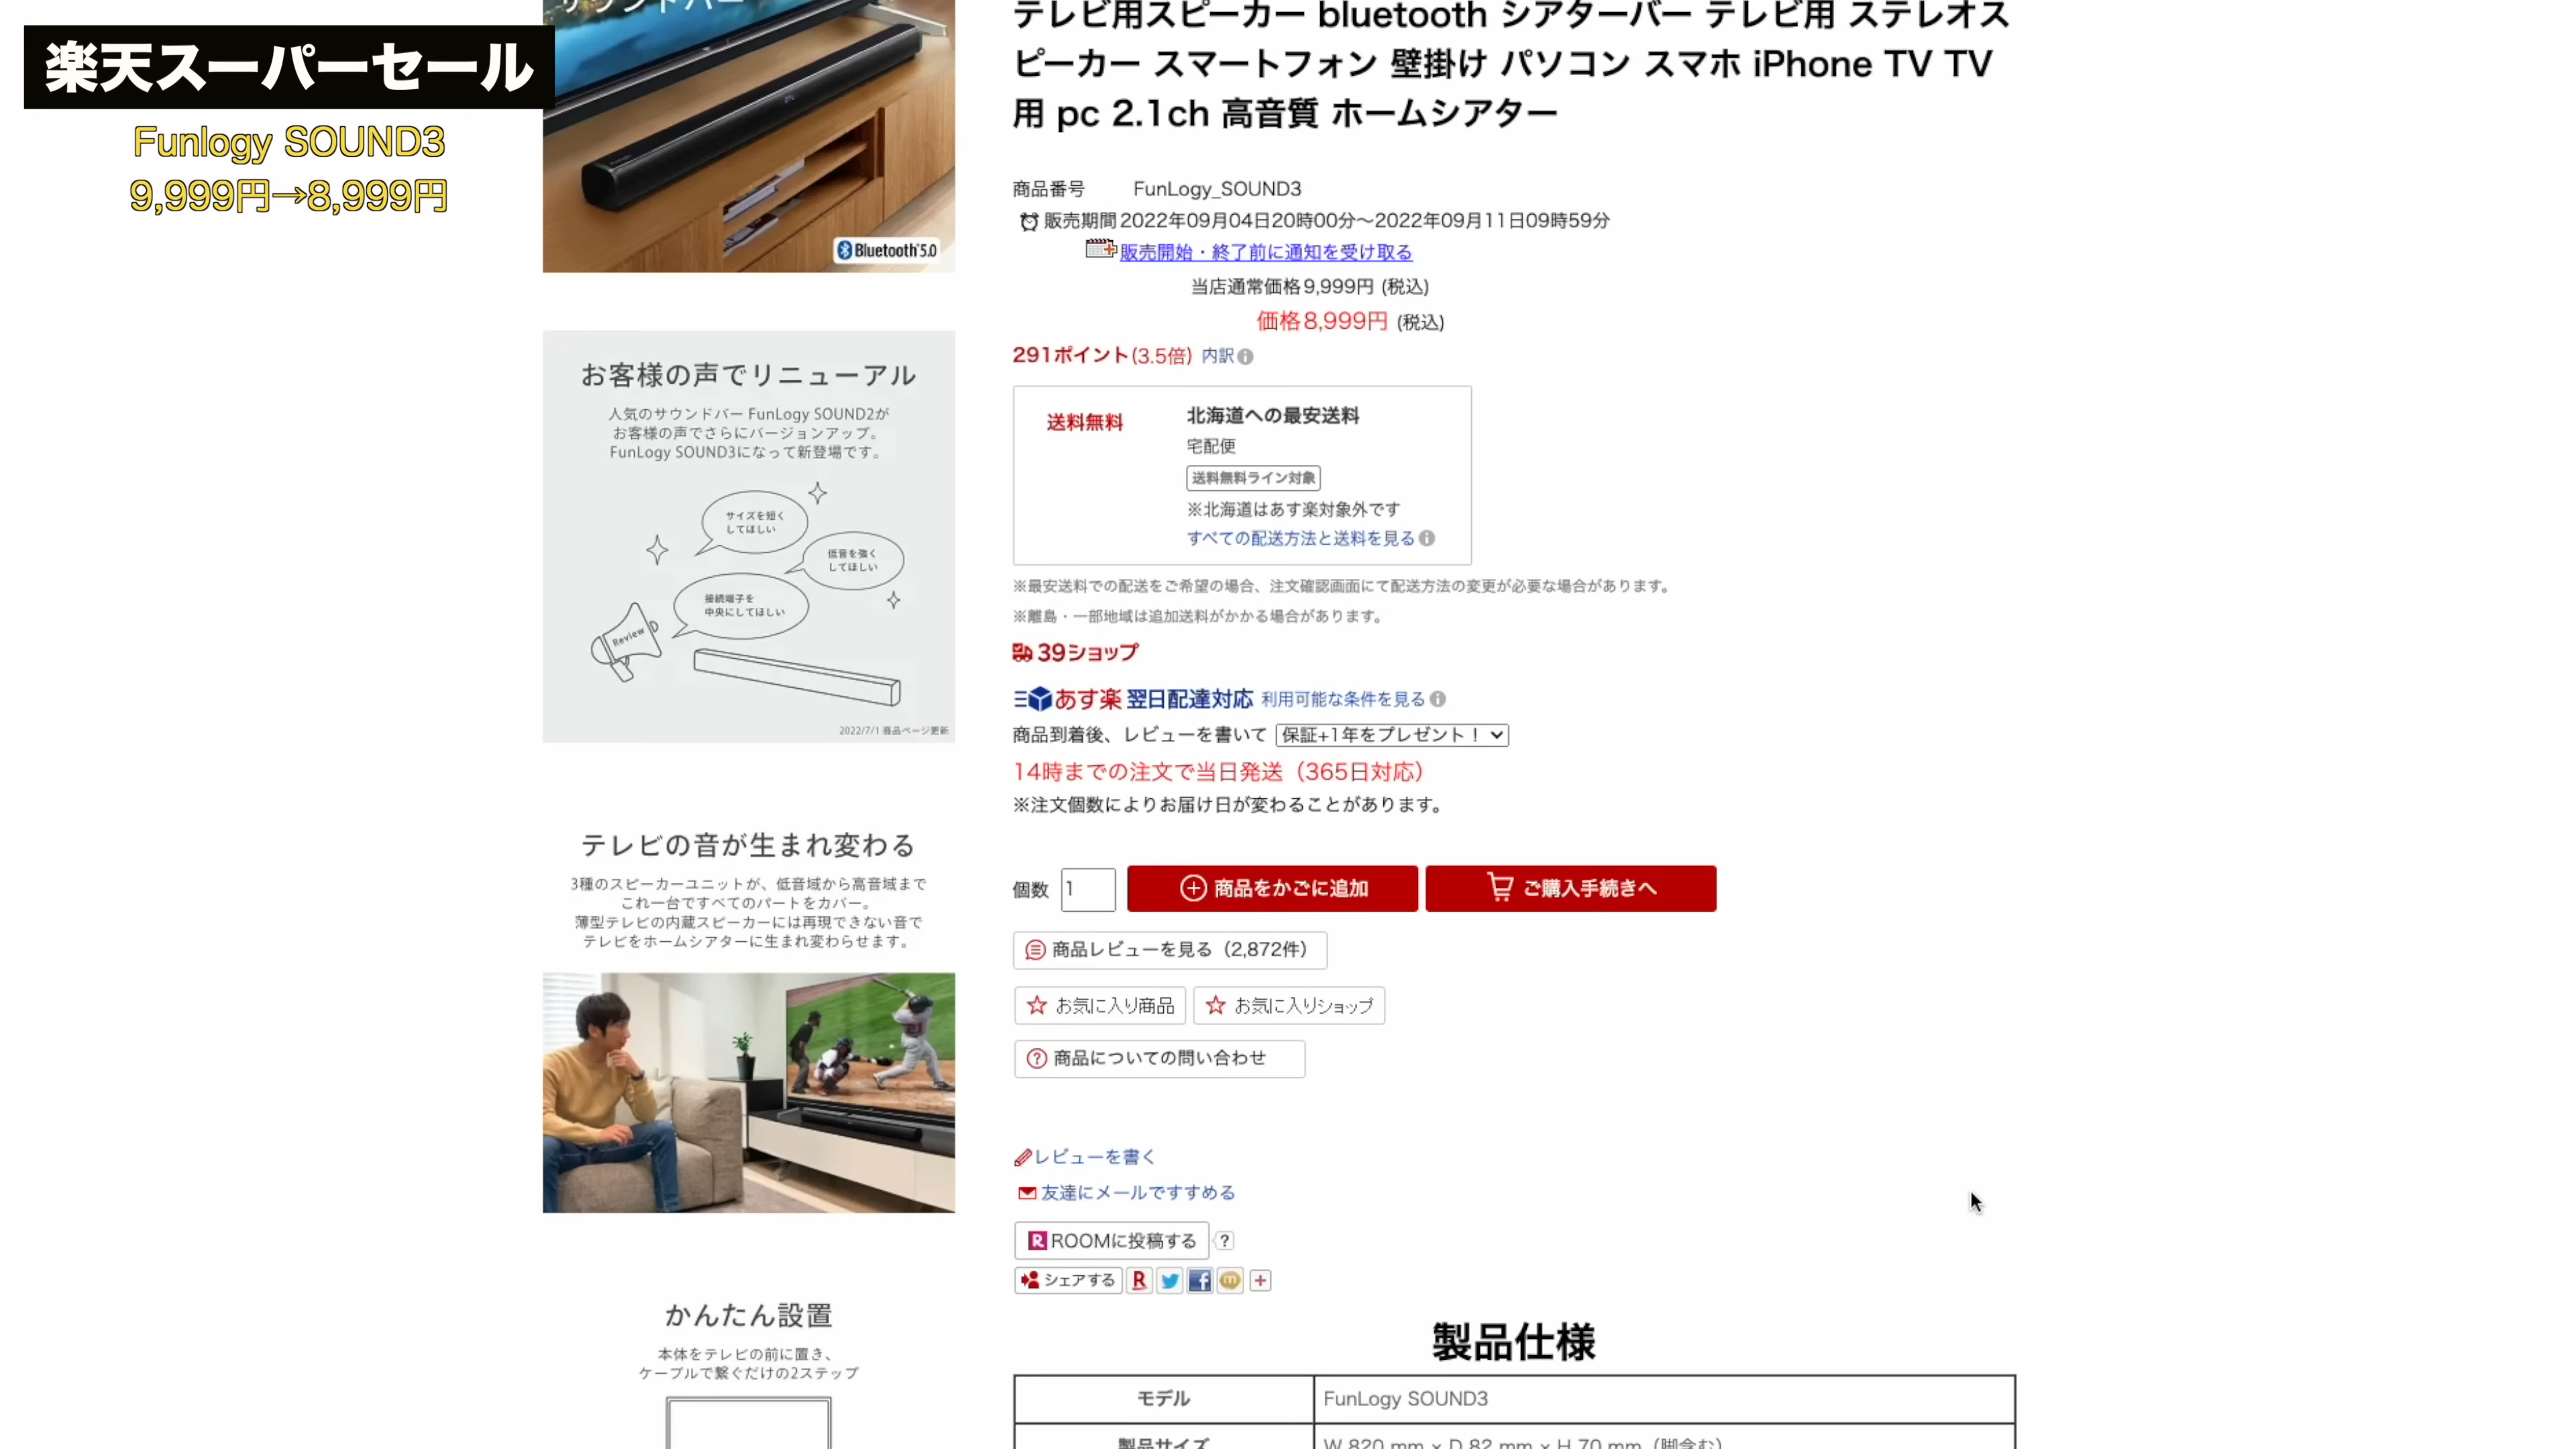 楽天スーパーセール
Funlogy SOUND3
9,999円→8,999円
サウンドバー
Bluetooth 5.0
お客様の声でリニューアル
人気のサウンドバー FunLogy SOUND2が
お客様の声でさらにバージョンアップ。
FunLogy SOUND3になって新登場です。
サイズを短く
してほしい
低音を強く
してほしい
接続端子を
中央にしてほしい
Review
2022/7/1 商品ページ更新
テレビの音が生まれ変わる
3種のスピーカーユニットが、低音域から高音域まで
これ一台ですべてのパートをカバー。
薄型テレビの内蔵スピーカーには再現できない音で
テレビをホームシアターに生まれ変わらせます。
かんたん設置
本体をテレビの前に置き、
ケーブルで繋ぐだけの2ステップ
テレビ用スピーカー bluetooth シアターバー テレビ用 ステレオス
ピーカー スマートフォン 壁掛け パソコン スマホ iPhone TV TV
用 pc 2.1ch 高音質 ホームシアター
商品番号 FunLogy_SOUND3
販売期間 2022年09月04日20時00分〜2022年09月11日09時59分
販売開始・終了前に通知を受け取る
当店通常価格 9,999円 (税込)
価格 8,999円 (税込)
291ポイント(3.5倍) 内訳
送料無料
北海道への最安送料
宅配便
送料無料ライン対象
※北海道はあす楽対象外です
すべての配送方法と送料を見る
※最安送料での配送をご希望の場合、注文確認画面にて配送方法の変更が必要な場合があります。
※離島・一部地域は追加送料がかかる場合があります。
39ショップ
あす楽 翌日配達対応 利用可能な条件を見る
商品到着後、レビューを書いて 保証+1年をプレゼント！
14時までの注文で当日発送（365日対応）
※注文個数によりお届け日が変わることがあります。
個数 1 商品をかごに追加 ご購入手続きへ
商品レビューを見る（2,872件）
お気に入り商品 お気に入りショップ
商品についての問い合わせ
レビューを書く
友達にメールですすめる
ROOMに投稿する ?
シェアする
製品仕様
モデル FunLogy SOUND3
製品サイズ W 820 mm × D 82 mm × H 70 mm（脚含む）